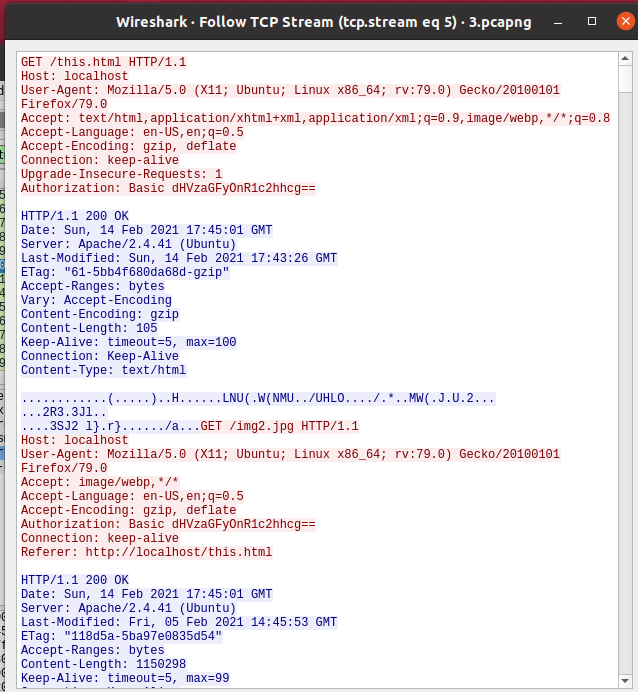 Wireshark · Follow TCP Stream (tcp.stream eq 5) · 3.pcapng
GET /this.html HTTP/1.1
Host: localhost
User-Agent: Mozilla/5.0 (X11; Ubuntu; Linux x86_64; rv:79.0) Gecko/20100101
Firefox/79.0
Accept: text/html,application/xhtml+xml,application/xml;q=0.9,image/webp,*/*;q=0.8
Accept-Language: en-US,en;q=0.5
Accept-Encoding: gzip, deflate
Connection: keep-alive
Upgrade-Insecure-Requests: 1
Authorization: Basic dHVzaGFyOnR1c2hhcg==
HTTP/1.1 200 OK
Date: Sun, 14 Feb 2021 17:45:01 GMT
Server: Apache/2.4.41 (Ubuntu)
Last-Modified: Sun, 14 Feb 2021 17:43:26 GMT
ETag: "61-5bb4f680da68d-gzip"
Accept-Ranges: bytes
Vary: Accept-Encoding
Content-Encoding: gzip
Content-Length: 105
Keep-Alive: timeout=5, max=100
Connection: Keep-Alive
Content-Type: text/html
............(.....)..H......LNU(.W(NMU../UHLO..../.*..MW(.J.U.2...
...2R3.3Jl..
....3SJ2 l}.r}....../a...GET /img2.jpg HTTP/1.1
Host: localhost
User-Agent: Mozilla/5.0 (X11; Ubuntu; Linux x86_64; rv:79.0) Gecko/20100101
Firefox/79.0
Accept: image/webp,*/*
Accept-Language: en-US,en;q=0.5
Accept-Encoding: gzip, deflate
Authorization: Basic dHVzaGFyOnR1c2hhcg==
Connection: keep-alive
Referer: http://localhost/this.html
HTTP/1.1 200 OK
Date: Sun, 14 Feb 2021 17:45:01 GMT
Server: Apache/2.4.41 (Ubuntu)
Last-Modified: Fri, 05 Feb 2021 14:45:53 GMT
ETag: "118d5a-5ba97e0835d54"
Accept-Ranges: bytes
Content-Length: 1150298
Keep-Alive: timeout=5, max=99